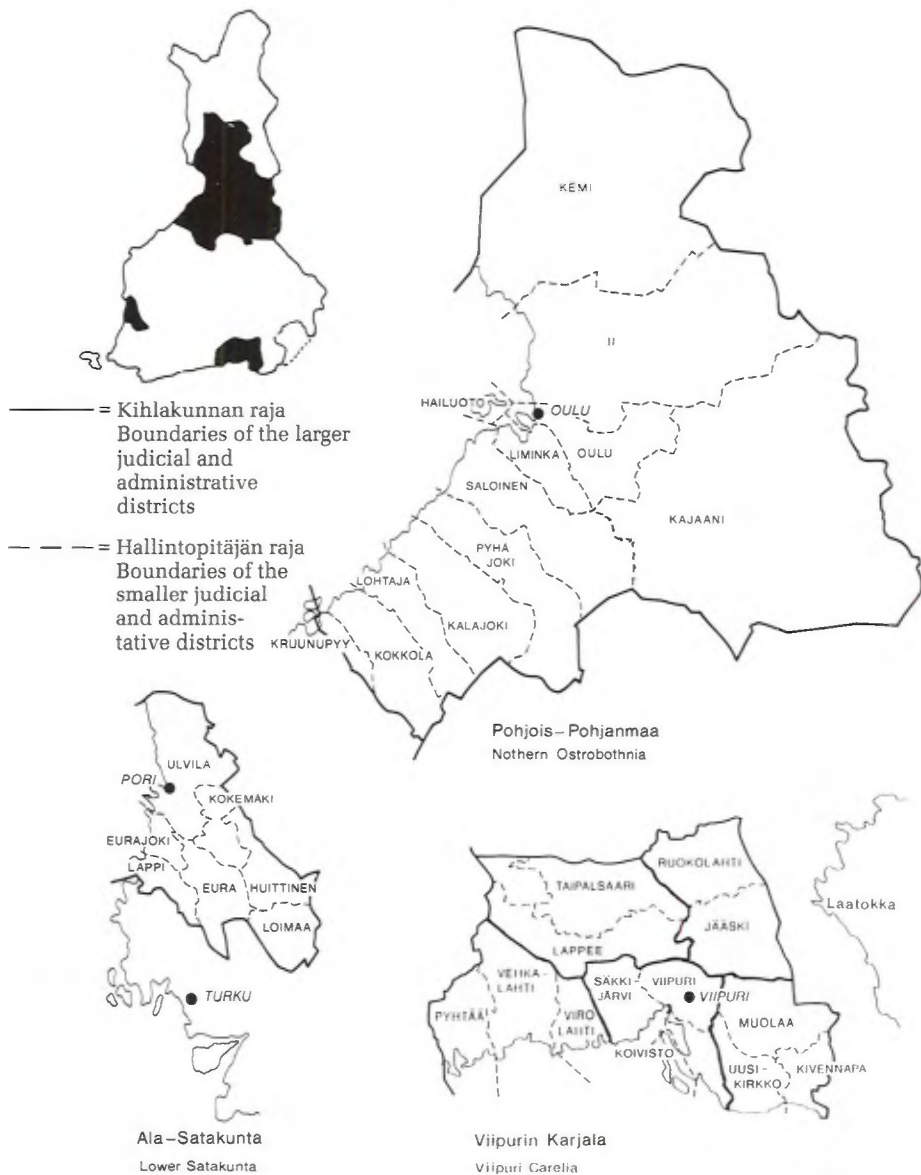 KEMI
II
HAILUOTO
OULU
LIMINKA
OULU
SALOINEN
KAJAANI
PYHÄ
JOKI
LOHTAJA
KALAJOKI
KRUUNUPYY
KOKKOLA
Pohjois–Pohjanmaa
Nothern Ostrobothnia
= Kihlakunnan raja
Boundaries of the larger
judicial and
administrative
districts
= Hallintopitäjän raja
Boundaries of the
smaller judicial
and adminis-
tative districts
ULVILA
PORI
KOKEMÄKI
EURAJOKI
LAPPI
EURA
HUITTINEN
LOIMAA
TURKU
Ala–Satakunta
Lower Satakunta
RUOKOLAHTI
TAIPALSAARI
Laatokka
JÄÄSKI
LAPPEE
VEHKA-
LAHTI
SÄKKI-
JÄRVI
VIIPURI
VIIPURI
PYHTÄÄ
VIRO
LAHTI
MUOLAA
KOIVISTO
UUSI-
KIRKKO
KIVENNAPA
Viipurin Karjala
Viipuri Carelia